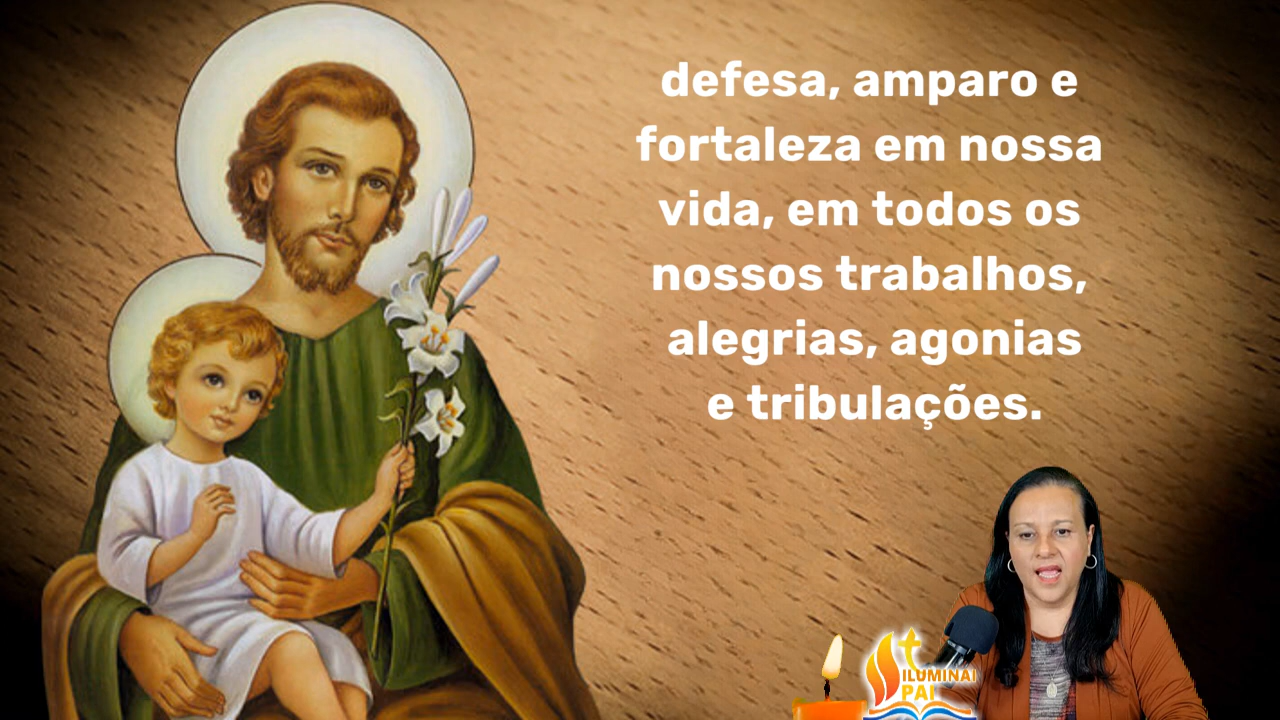 defesa, amparo e
fortaleza em nossa
vida, em todos os
nossos trabalhos,
alegrias, agonias
e tribulações.
ILUMINAI
PAI